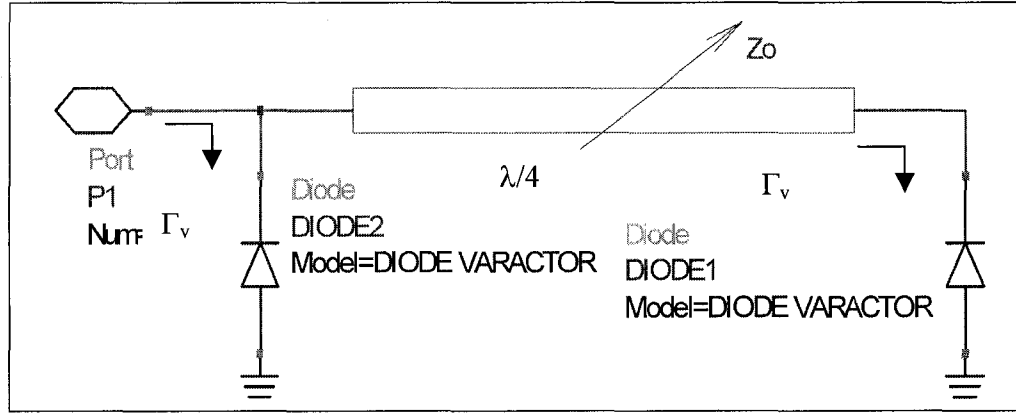 Zo
λ/4
Port
P1
Num=
Γv
Diode
DIODE2
Model=DIODE VARACTOR
Γv
Diode
DIODE1
Model=DIODE VARACTOR